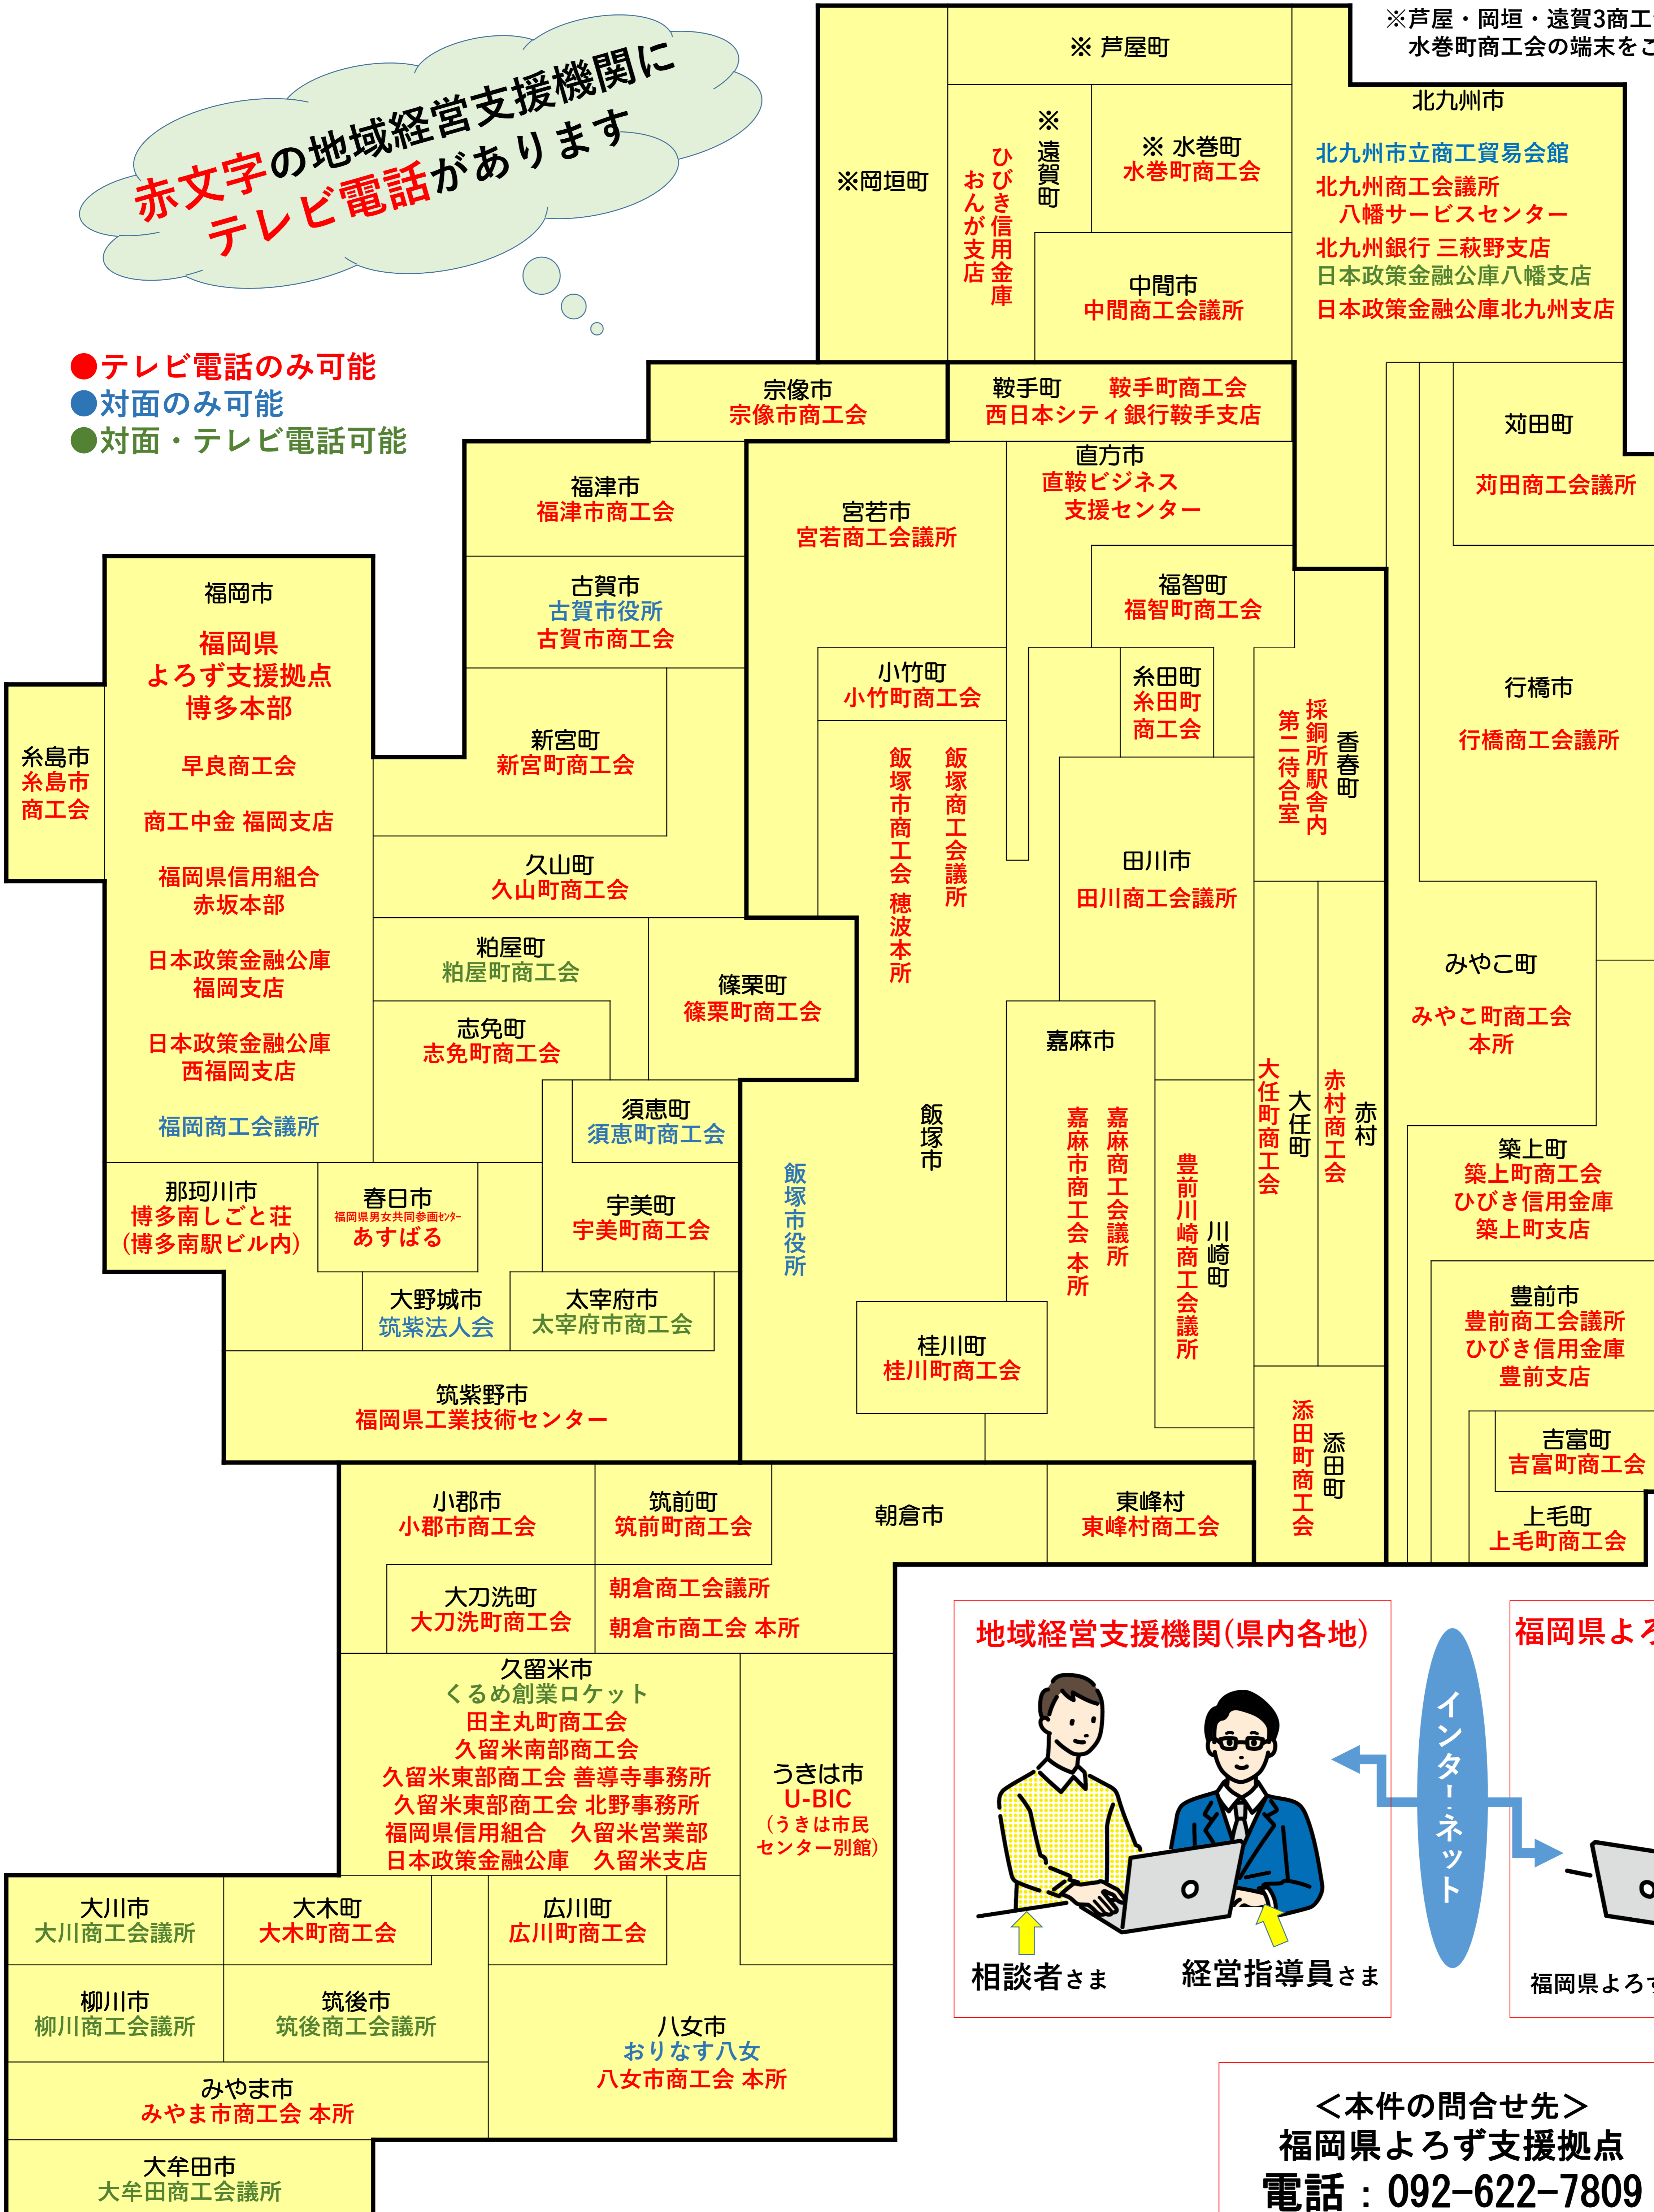 赤文字の地域経営支援機関に
テレビ電話があります
●テレビ電話のみ可能
●対面のみ可能
●対面・テレビ電話可能
※芦屋・岡垣・遠賀3商工
水巻町商工会の端末をご
※ 芦屋町
※岡垣町
※ 遠賀町
ひびき信用金庫
おんが支店
※ 水巻町
水巻町商工会
中間市
中間商工会議所
北九州市
北九州市立商工貿易会館
北九州商工会議所
八幡サービスセンター
北九州銀行 三萩野支店
日本政策金融公庫八幡支店
日本政策金融公庫北九州支店
宗像市
宗像市商工会
鞍手町 鞍手町商工会
西日本シティ銀行鞍手支店
苅田町
苅田商工会議所
福津市
福津市商工会
宮若市
宮若商工会議所
直方市
直鞍ビジネス
支援センター
古賀市
古賀市役所
古賀市商工会
福智町
福智町商工会
福岡市
福岡県
よろず支援拠点
博多本部
早良商工会
商工中金 福岡支店
福岡県信用組合
赤坂本部
日本政策金融公庫
福岡支店
日本政策金融公庫
西福岡支店
福岡商工会議所
糸島市
糸島市
商工会
新宮町
新宮町商工会
小竹町
小竹町商工会
糸田町
糸田町
商工会
香春町
採銅所駅舎内
第二待合室
行橋市
行橋商工会議所
久山町
久山町商工会
飯塚商工会議所
飯塚市商工会 穂波本所
飯塚市
飯塚市役所
田川市
田川商工会議所
粕屋町
粕屋町商工会
篠栗町
篠栗町商工会
志免町
志免町商工会
須恵町
須恵町商工会
嘉麻市
嘉麻商工会議所
嘉麻市商工会 本所
川崎町
豊前川崎商工会議所
大任町
大任町商工会
赤村
赤村商工会
みやこ町
みやこ町商工会
本所
築上町
築上町商工会
ひびき信用金庫
築上町支店
那珂川市
博多南しごと荘
(博多南駅ビル内)
春日市
福岡県男女共同参画センター
あすばる
宇美町
宇美町商工会
大野城市
筑紫法人会
太宰府市
太宰府市商工会
桂川町
桂川町商工会
豊前市
豊前商工会議所
ひびき信用金庫
豊前支店
筑紫野市
福岡県工業技術センター
添田町
添田町商工会
吉富町
吉富町商工会
上毛町
上毛町商工会
小郡市
小郡市商工会
筑前町
筑前町商工会
朝倉市
朝倉商工会議所
朝倉市商工会 本所
東峰村
東峰村商工会
大刀洗町
大刀洗町商工会
久留米市
くるめ創業ロケット
田主丸町商工会
久留米南部商工会
久留米東部商工会 善導寺事務所
久留米東部商工会 北野事務所
福岡県信用組合 久留米営業部
日本政策金融公庫 久留米支店
うきは市
U-BIC
(うきは市民
センター別館)
大川市
大川商工会議所
大木町
大木町商工会
広川町
広川町商工会
柳川市
柳川商工会議所
筑後市
筑後商工会議所
八女市
おりなす八女
八女市商工会 本所
みやま市
みやま市商工会 本所
大牟田市
大牟田商工会議所
地域経営支援機関(県内各地)
相談者さま
経営指導員さま
インターネット
福岡県よろ
福岡県よろず
＜本件の問合せ先＞
福岡県よろず支援拠点
電話：092-622-7809